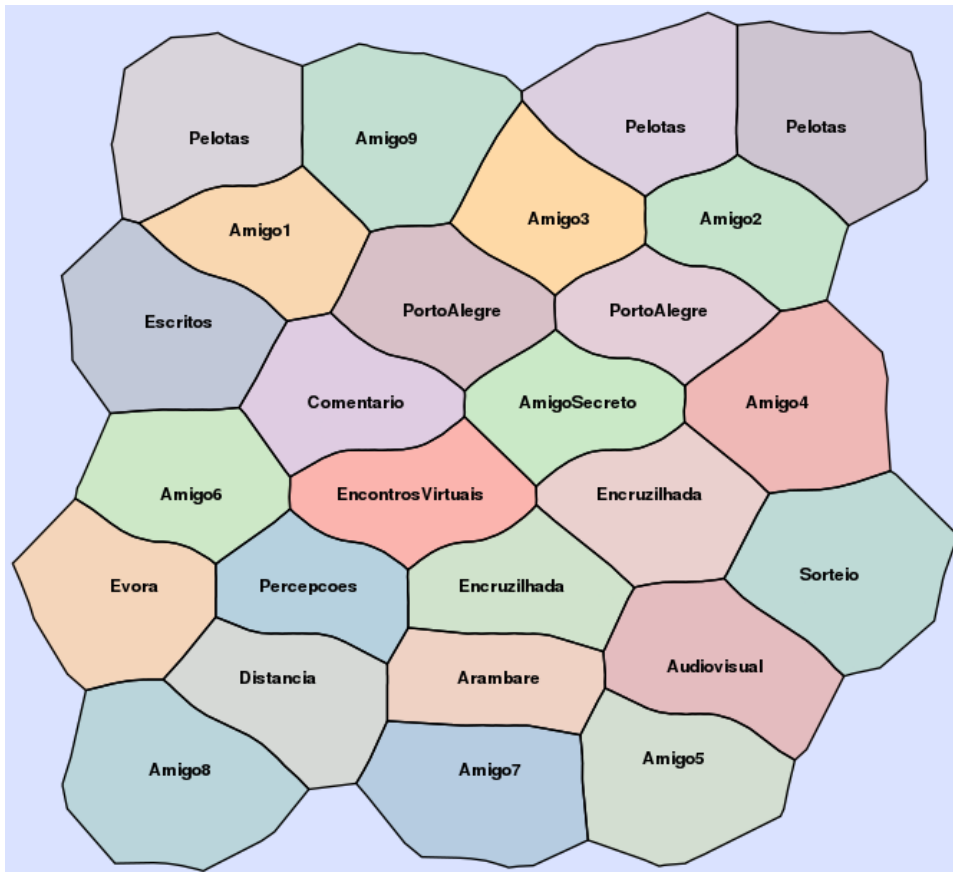 Pelotas
Amigo9
Pelotas
Pelotas
Amigo1
Amigo3
Amigo2
Escritos
PortoAlegre
PortoAlegre
Comentario
AmigoSecreto
Amigo4
Amigo6
EncontrosVirtuais
Encruzilhada
Evora
Percepcoes
Encruzilhada
Sorteio
Distancia
Arambare
Audiovisual
Amigo8
Amigo7
Amigo5